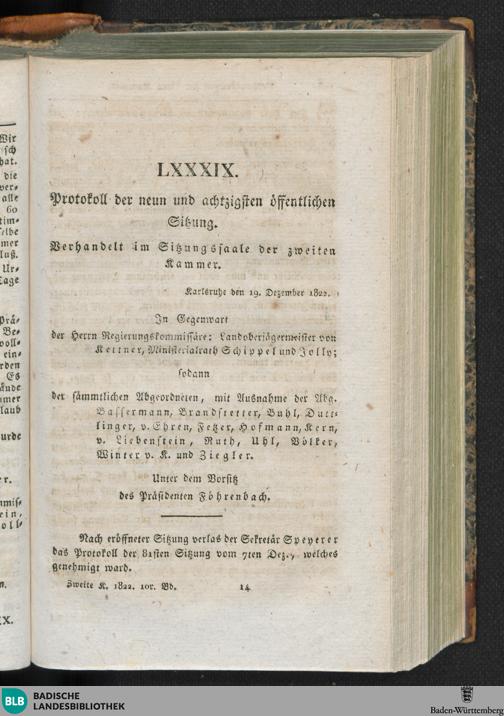 LXXXIX.
Protokoll der neun und achtzigsten öffentlichen
Sitzung.
Verhandelt im Sitzungssaale der zweiten
Kammer.
Karlsruhe den 19. Dezember 1822.
In Gegenwart
der Herrn Regierungskommissäre: Landoberjägermeister von
Kettner, Ministerialrath Schippel und Jolly;
sodann
der sämmtlichen Abgeordneten, mit Ausnahme der Abg.
Bassermann, Brandstetter, Buhl, Dutt-
linger, v. Ehren, Fetzer, Hofmann, Kern,
v. Liebenstein, Ruth, Uhl, Völker,
Winter v. K. und Ziegler.
Unter dem Vorsitz
des Präsidenten Föhrenbach.
Nach eröffneter Sitzung verlas der Sekretär Speyerer
das Protokoll der 81sten Sitzung vom 7ten Dez., welches
genehmigt ward.
Zweite K. 1822. 10r. Bd. 14
BLB BADISCHE
LANDESBIBLIOTHEK
Baden-Württemberg